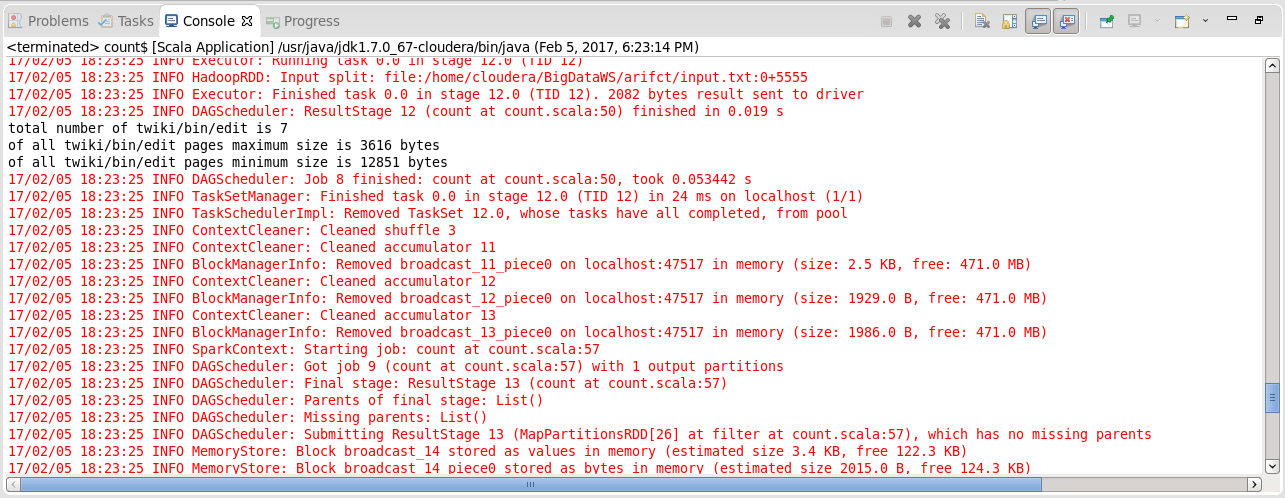 Problems Tasks Console Progress
<terminated> count$ [Scala Application] /usr/java/jdk1.7.0_67-cloudera/bin/java (Feb 5, 2017, 6:23:14 PM)
17/02/05 18:23:25 INFO Executor: Running task 0.0 in stage 12.0 (TID 12)
17/02/05 18:23:25 INFO HadoopRDD: Input split: file:/home/cloudera/BigDataWS/arifct/input.txt:0+5555
17/02/05 18:23:25 INFO Executor: Finished task 0.0 in stage 12.0 (TID 12). 2082 bytes result sent to driver
17/02/05 18:23:25 INFO DAGScheduler: ResultStage 12 (count at count.scala:50) finished in 0.019 s
total number of twiki/bin/edit is 7
of all twiki/bin/edit pages maximum size is 3616 bytes
of all twiki/bin/edit pages minimum size is 12851 bytes
17/02/05 18:23:25 INFO DAGScheduler: Job 8 finished: count at count.scala:50, took 0.053442 s
17/02/05 18:23:25 INFO TaskSetManager: Finished task 0.0 in stage 12.0 (TID 12) in 24 ms on localhost (1/1)
17/02/05 18:23:25 INFO TaskSchedulerImpl: Removed TaskSet 12.0, whose tasks have all completed, from pool
17/02/05 18:23:25 INFO ContextCleaner: Cleaned shuffle 3
17/02/05 18:23:25 INFO ContextCleaner: Cleaned accumulator 11
17/02/05 18:23:25 INFO BlockManagerInfo: Removed broadcast_11_piece0 on localhost:47517 in memory (size: 2.5 KB, free: 471.0 MB)
17/02/05 18:23:25 INFO ContextCleaner: Cleaned accumulator 12
17/02/05 18:23:25 INFO BlockManagerInfo: Removed broadcast_12_piece0 on localhost:47517 in memory (size: 1929.0 B, free: 471.0 MB)
17/02/05 18:23:25 INFO ContextCleaner: Cleaned accumulator 13
17/02/05 18:23:25 INFO BlockManagerInfo: Removed broadcast_13_piece0 on localhost:47517 in memory (size: 1986.0 B, free: 471.0 MB)
17/02/05 18:23:25 INFO SparkContext: Starting job: count at count.scala:57
17/02/05 18:23:25 INFO DAGScheduler: Got job 9 (count at count.scala:57) with 1 output partitions
17/02/05 18:23:25 INFO DAGScheduler: Final stage: ResultStage 13 (count at count.scala:57)
17/02/05 18:23:25 INFO DAGScheduler: Parents of final stage: List()
17/02/05 18:23:25 INFO DAGScheduler: Missing parents: List()
17/02/05 18:23:25 INFO DAGScheduler: Submitting ResultStage 13 (MapPartitionsRDD[26] at filter at count.scala:57), which has no missing parents
17/02/05 18:23:25 INFO MemoryStore: Block broadcast_14 stored as values in memory (estimated size 3.4 KB, free 122.3 KB)
17/02/05 18:23:25 INFO MemoryStore: Block broadcast_14_piece0 stored as bytes in memory (estimated size 2015.0 B, free 124.3 KB)